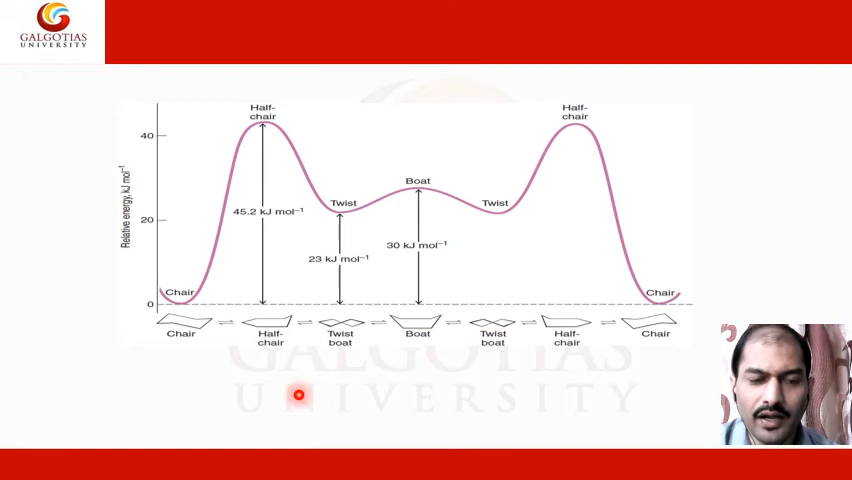 GALGOTIAS
UNIVERSITY
Half-
chair
Half-
chair
40
Boat
Twist
Twist
Relative energy, kJ mol⁻¹
20
45.2 kJ mol⁻¹
30 kJ mol⁻¹
23 kJ mol⁻¹
Chair
Chair
0
Chair
Half-
chair
Twist
boat
Boat
Twist
boat
Half-
chair
Chair
GALGOTIAS
UNIVERSITY